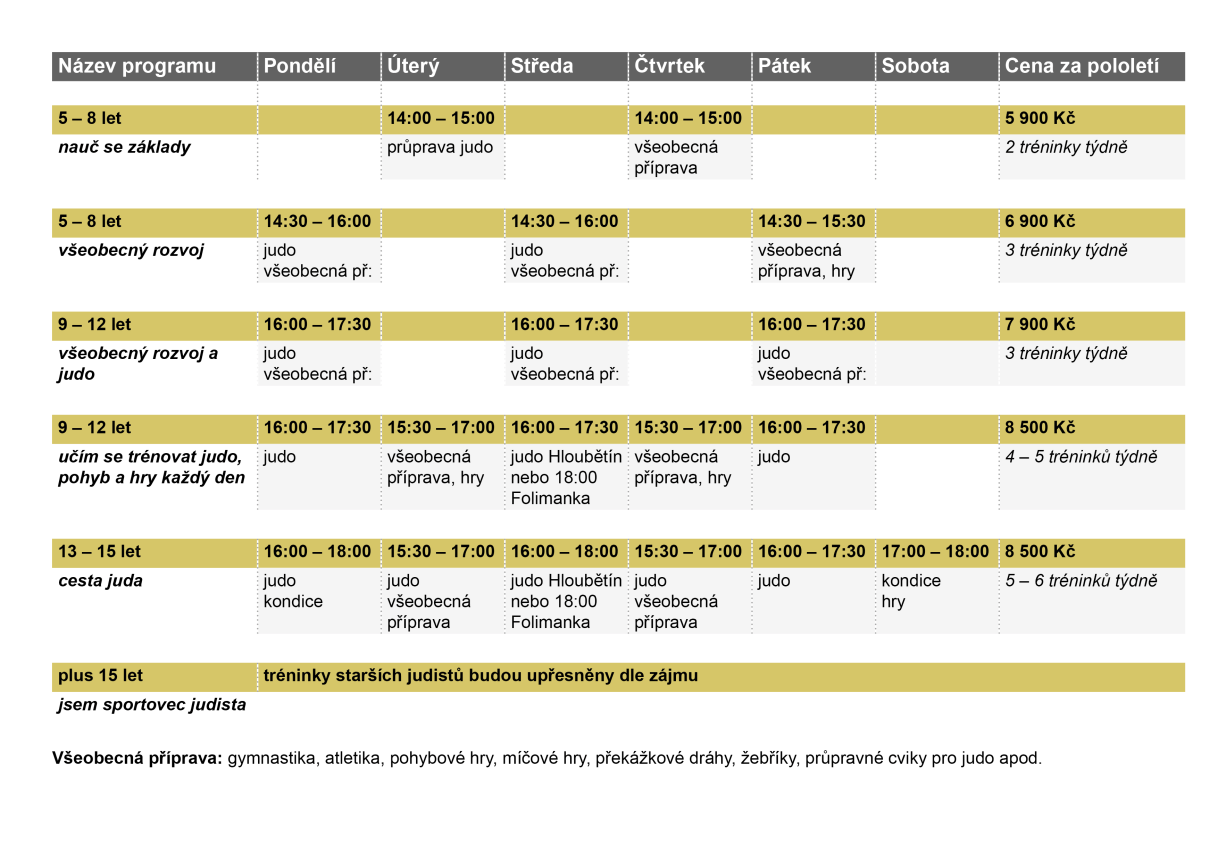 Název programu Pondělí Úterý Středa Čtvrtek Pátek Sobota Cena za pololetí
5 – 8 let 14:00 – 15:00 14:00 – 15:00 5 900 Kč
nauč se základy průprava judo všeobecná 2 tréninky týdně
příprava
5 – 8 let 14:30 – 16:00 14:30 – 16:00 14:30 – 15:30 6 900 Kč
všeobecný rozvoj judo judo všeobecná 3 tréninky týdně
všeobecná př: všeobecná př: příprava, hry
9 – 12 let 16:00 – 17:30 16:00 – 17:30 16:00 – 17:30 7 900 Kč
všeobecný rozvoj a judo judo judo 3 tréninky týdně
judo všeobecná př: všeobecná př: všeobecná př:
9 – 12 let 16:00 – 17:30 15:30 – 17:00 16:00 – 17:30 15:30 – 17:00 16:00 – 17:30 8 500 Kč
učím se trénovat judo, judo všeobecná judo Hloubětín všeobecná judo 4 – 5 tréninků týdně
pohyb a hry každý den příprava, hry nebo 18:00 příprava, hry
Folimanka
13 – 15 let 16:00 – 18:00 15:30 – 17:00 16:00 – 18:00 15:30 – 17:00 16:00 – 17:30 17:00 – 18:00 8 500 Kč
cesta juda judo judo judo Hloubětín judo judo kondice 5 – 6 tréninků týdně
kondice všeobecná nebo 18:00 všeobecná hry
příprava Folimanka příprava
plus 15 let tréninky starších judistů budou upřesněny dle zájmu
jsem sportovec judista
Všeobecná příprava: gymnastika, atletika, pohybové hry, míčové hry, překážkové dráhy, žebříky, průpravné cviky pro judo apod.